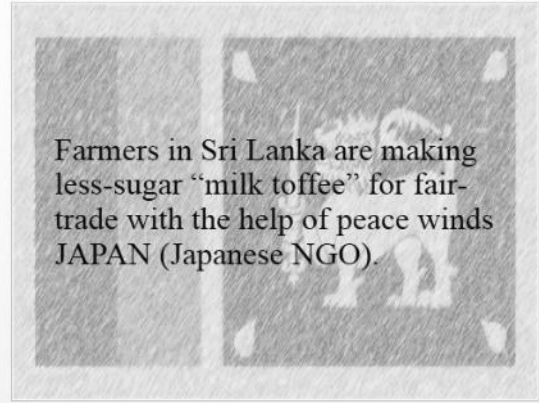 Farmers in Sri Lanka are making
less-sugar “milk toffee” for fair-
trade with the help of peace winds
JAPAN (Japanese NGO).